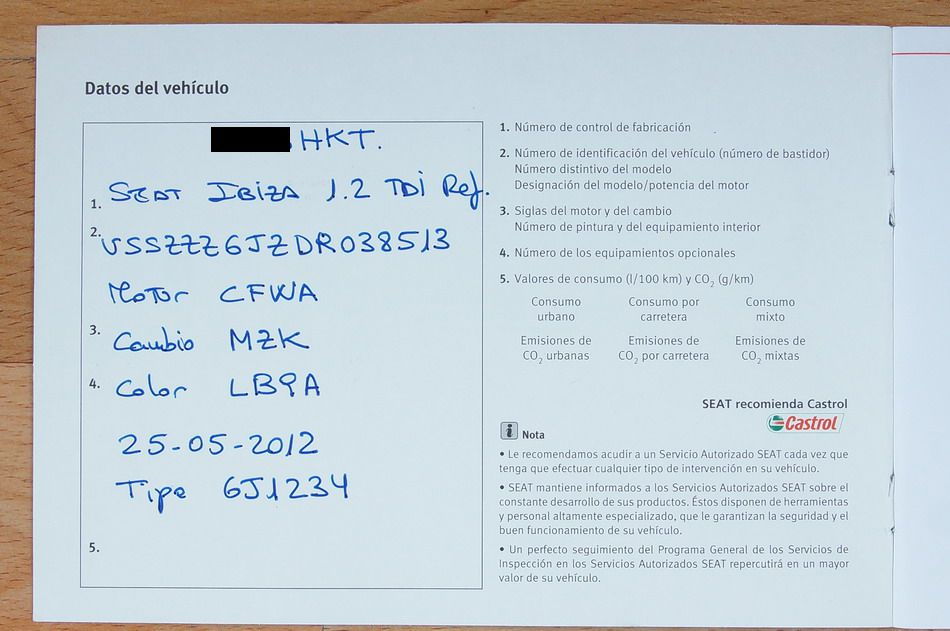 Datos del vehículo
HKT.
1. SEAT IBIZA 1.2 TDi Ref.
2. VSSZZZ6JZDR038513
Motor CFWA
3. Cambio MZK
4. Color LB9A
25-05-2012
Tipo 6J1234
5.
1. Número de control de fabricación
2. Número de identificación del vehículo (número de bastidor)
Número distintivo del modelo
Designación del modelo/potencia del motor
3. Siglas del motor y del cambio
Número de pintura y del equipamiento interior
4. Número de los equipamientos opcionales
5. Valores de consumo (l/100 km) y CO₂ (g/km)
Consumo urbano
Consumo por carretera
Consumo mixto
Emisiones de CO₂ urbanas
Emisiones de CO₂ por carretera
Emisiones de CO₂ mixtas
SEAT recomienda Castrol
Castrol
i Nota
• Le recomendamos acudir a un Servicio Autorizado SEAT cada vez que
tenga que efectuar cualquier tipo de intervención en su vehículo.
• SEAT mantiene informados a los Servicios Autorizados SEAT sobre el
constante desarrollo de sus productos. Éstos disponen de herramientas
y personal altamente especializado, que le garantizan la seguridad y el
buen funcionamiento de su vehículo.
• Un perfecto seguimiento del Programa General de los Servicios de
Inspección en los Servicios Autorizados SEAT repercutirá en un mayor
valor de su vehículo.